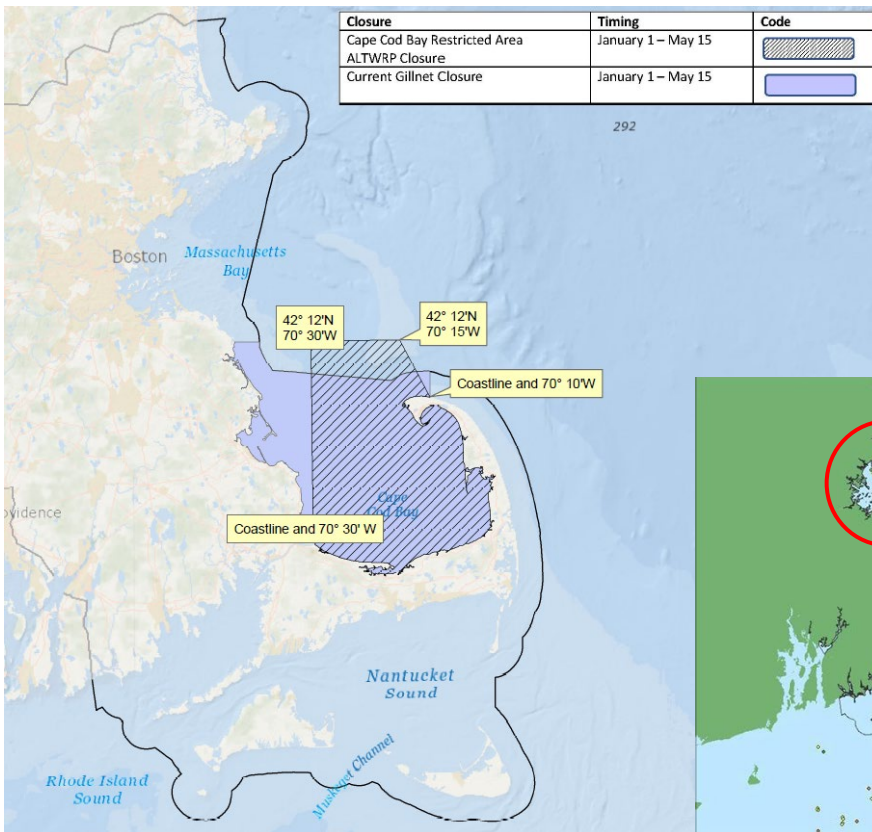 Closure Timing Code
Cape Cod Bay Restricted Area January 1 – May 15
ALTWRP Closure
Current Gillnet Closure January 1 – May 15
292
Boston
Massachusetts
Bay
42° 12'N
70° 30'W
42° 12'N
70° 15'W
Coastline and 70° 10'W
Cape
Cod Bay
ovidence
Coastline and 70° 30' W
Nantucket
Sound
Muskeget Channel
Rhode Island
Sound